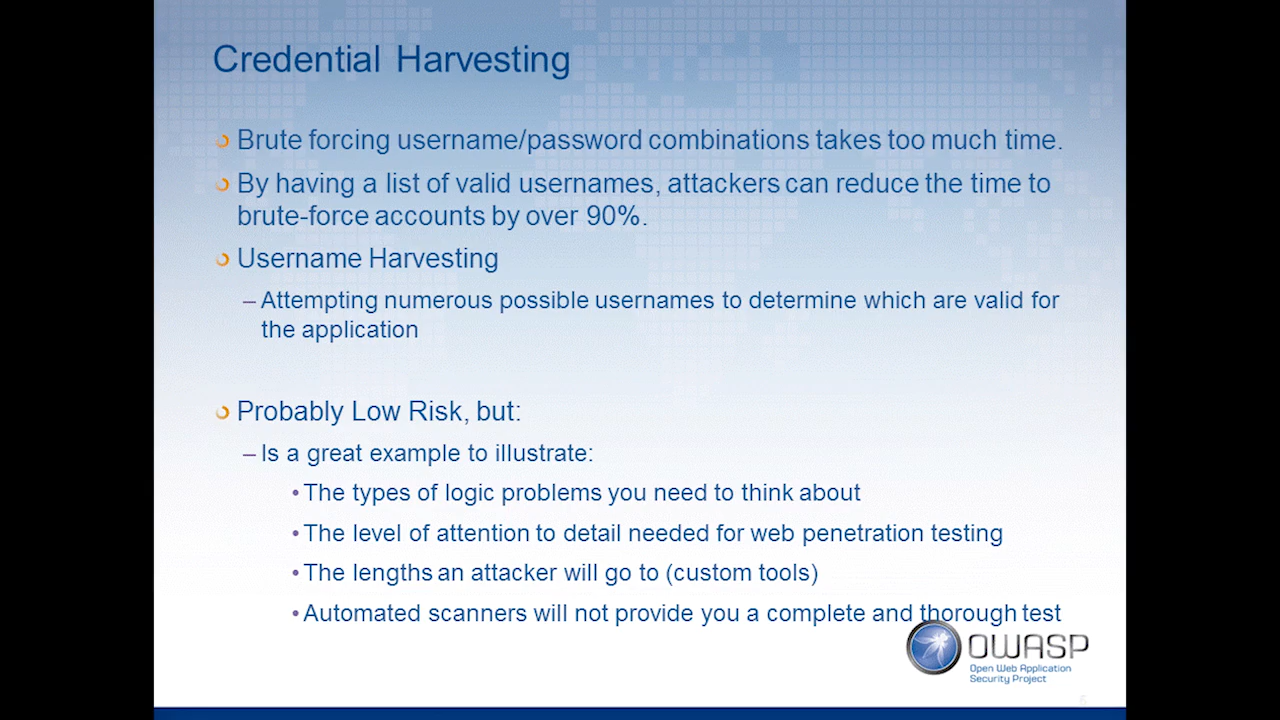 Credential Harvesting
Brute forcing username/password combinations takes too much time.
By having a list of valid usernames, attackers can reduce the time to
brute-force accounts by over 90%.
Username Harvesting
– Attempting numerous possible usernames to determine which are valid for
the application
Probably Low Risk, but:
– Is a great example to illustrate:
• The types of logic problems you need to think about
• The level of attention to detail needed for web penetration testing
• The lengths an attacker will go to (custom tools)
• Automated scanners will not provide you a complete and thorough test
OWASP
Open Web Application
Security Project